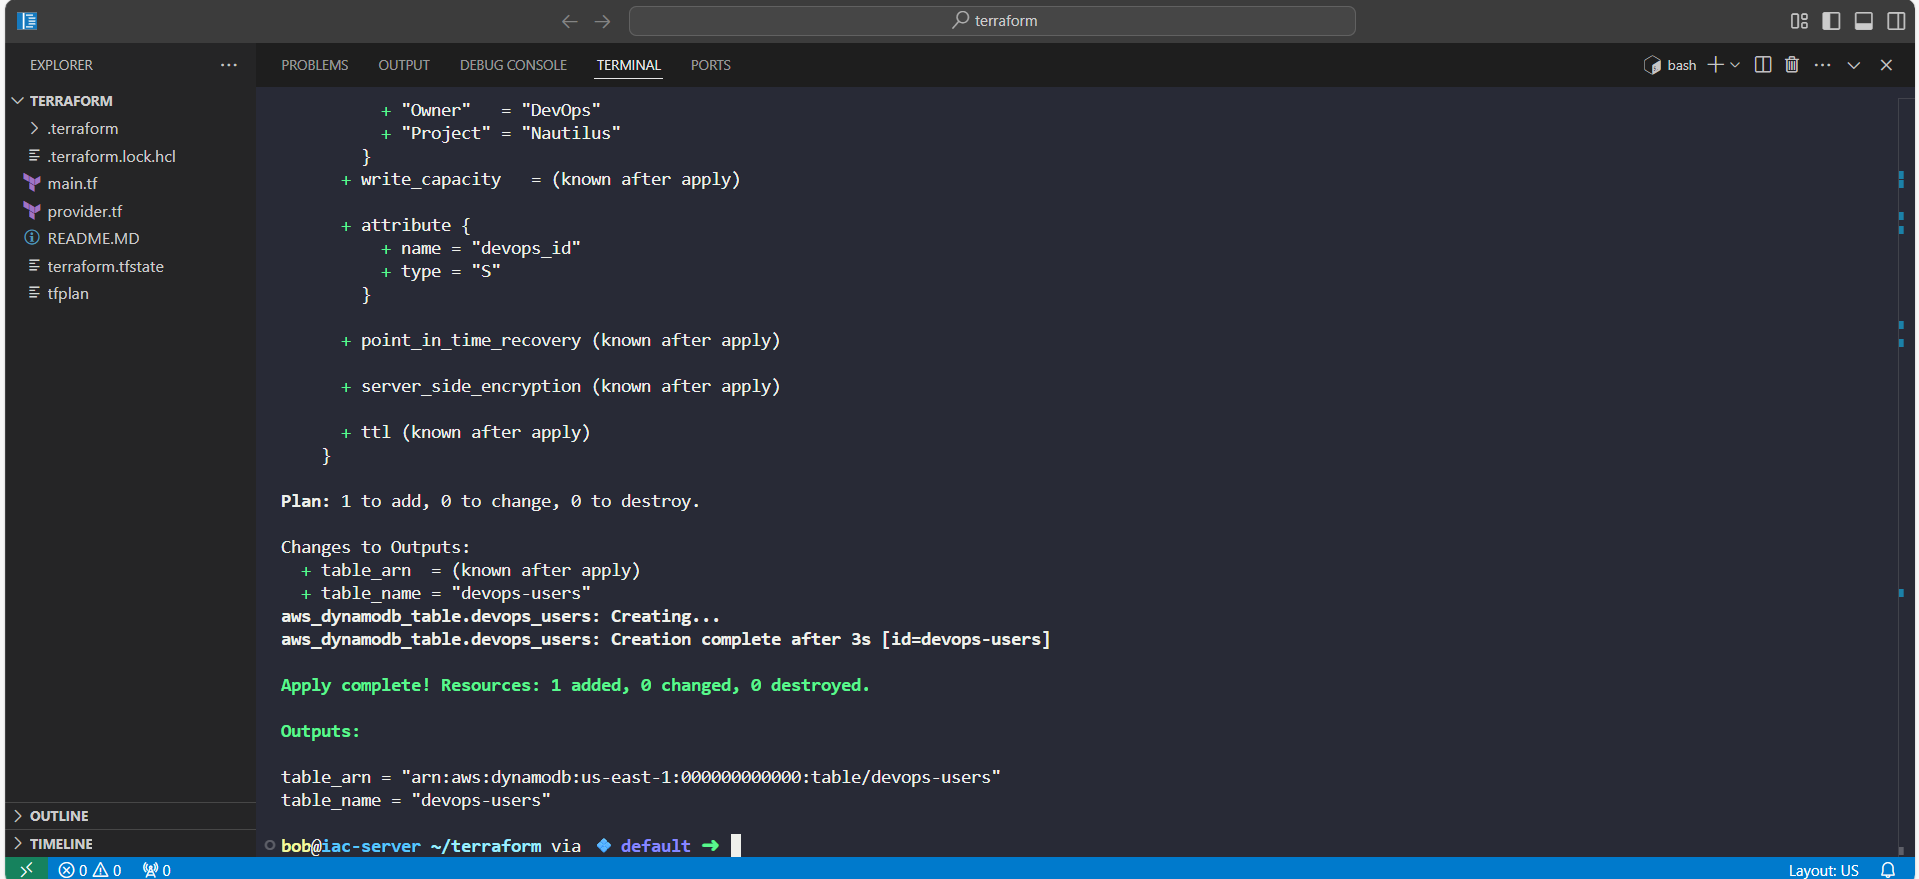 terraform
EXPLORER
TERRAFORM
.terraform
.terraform.lock.hcl
main.tf
provider.tf
README.MD
terraform.tfstate
tfplan
OUTLINE
TIMELINE
PROBLEMS OUTPUT DEBUG CONSOLE TERMINAL PORTS
bash
+ "Owner"   = "DevOps"
+ "Project" = "Nautilus"
}
+ write_capacity   = (known after apply)
+ attribute {
+ name = "devops_id"
+ type = "S"
}
+ point_in_time_recovery (known after apply)
+ server_side_encryption (known after apply)
+ ttl (known after apply)
}
Plan: 1 to add, 0 to change, 0 to destroy.
Changes to Outputs:
+ table_arn  = (known after apply)
+ table_name = "devops-users"
aws_dynamodb_table.devops_users: Creating...
aws_dynamodb_table.devops_users: Creation complete after 3s [id=devops-users]
Apply complete! Resources: 1 added, 0 changed, 0 destroyed.
Outputs:
table_arn = "arn:aws:dynamodb:us-east-1:000000000000:table/devops-users"
table_name = "devops-users"
bob@iac-server ~/terraform via default ➜
0 0 0
Layout: US